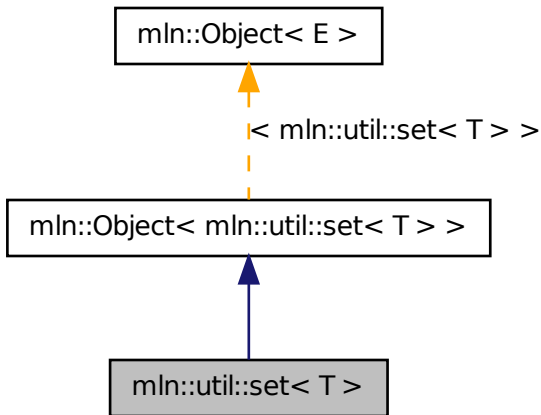 mln::Object< E >
< mln::util::set< T > >
mln::Object< mln::util::set< T > >
mln::util::set< T >